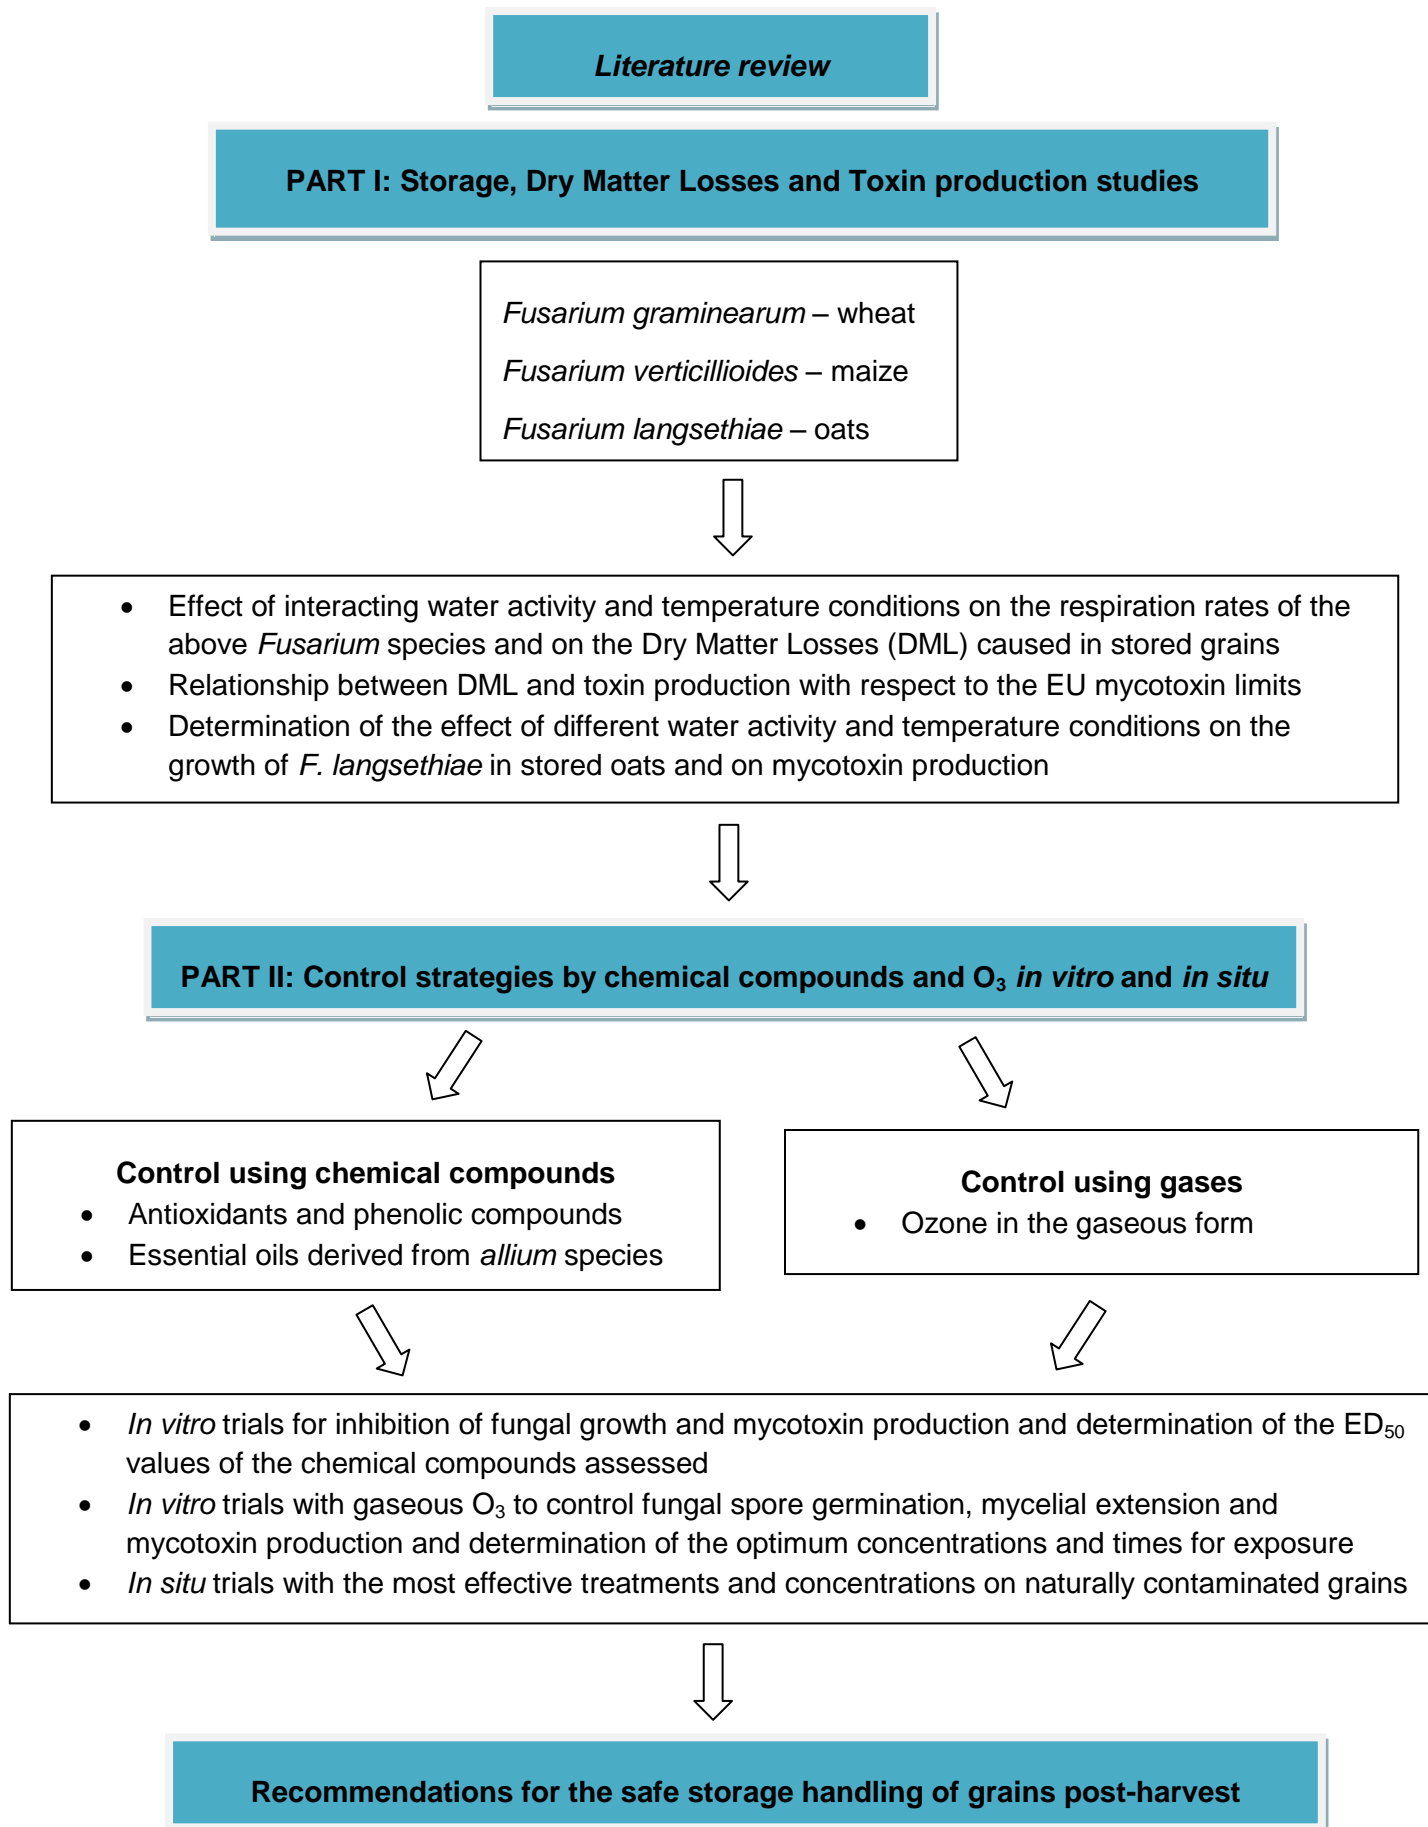 Literature review
PART I: Storage, Dry Matter Losses and Toxin production studies
Fusarium graminearum – wheat
Fusarium verticillioides – maize
Fusarium langsethiae – oats
• Effect of interacting water activity and temperature conditions on the respiration rates of the
above Fusarium species and on the Dry Matter Losses (DML) caused in stored grains
• Relationship between DML and toxin production with respect to the EU mycotoxin limits
• Determination of the effect of different water activity and temperature conditions on the
growth of F. langsethiae in stored oats and on mycotoxin production
PART II: Control strategies by chemical compounds and O₃ in vitro and in situ
Control using chemical compounds
• Antioxidants and phenolic compounds
• Essential oils derived from allium species
Control using gases
• Ozone in the gaseous form
• In vitro trials for inhibition of fungal growth and mycotoxin production and determination of the ED₅₀
values of the chemical compounds assessed
• In vitro trials with gaseous O₃ to control fungal spore germination, mycelial extension and
mycotoxin production and determination of the optimum concentrations and times for exposure
• In situ trials with the most effective treatments and concentrations on naturally contaminated grains
Recommendations for the safe storage handling of grains post-harvest